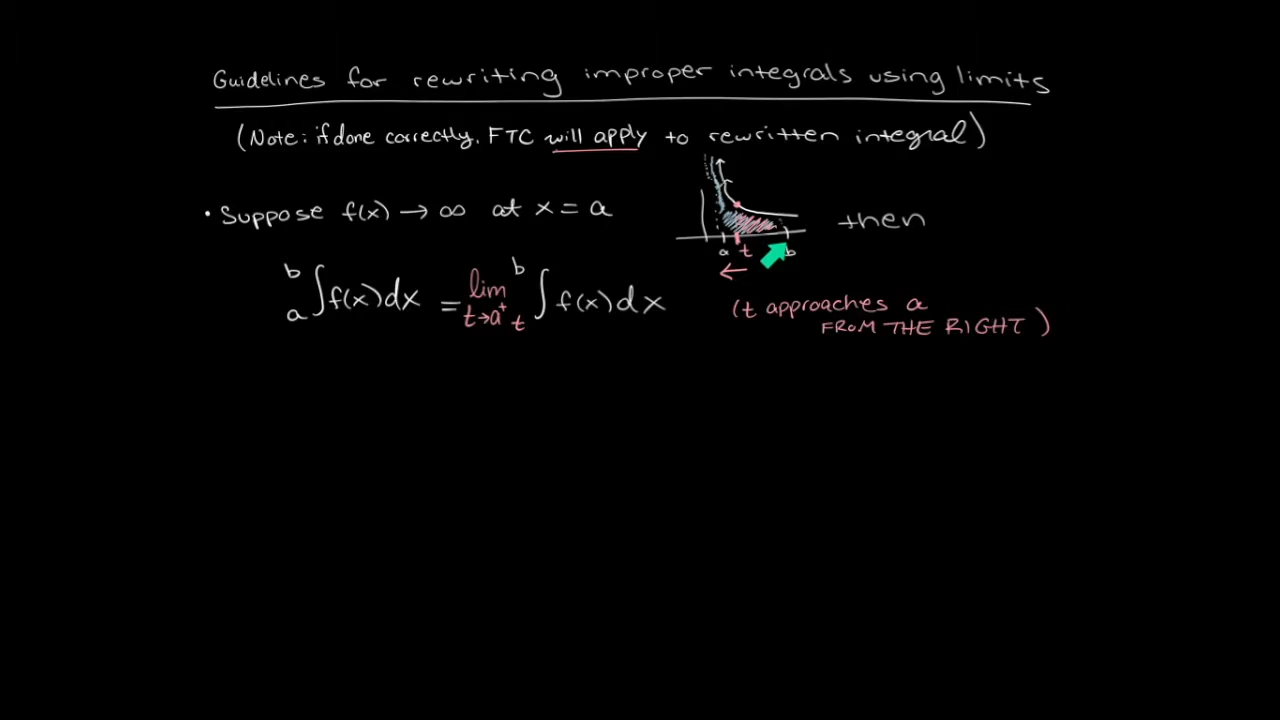 Guidelines for rewriting improper integrals using limits
(Note: if done correctly, FTC will apply to rewritten integral)
• Suppose f(x) → ∞ at x = a then
a t b
b ∫ f(x) dx = lim b ∫ f(x) dx
a t→a⁺ t
(t approaches a
FROM THE RIGHT)